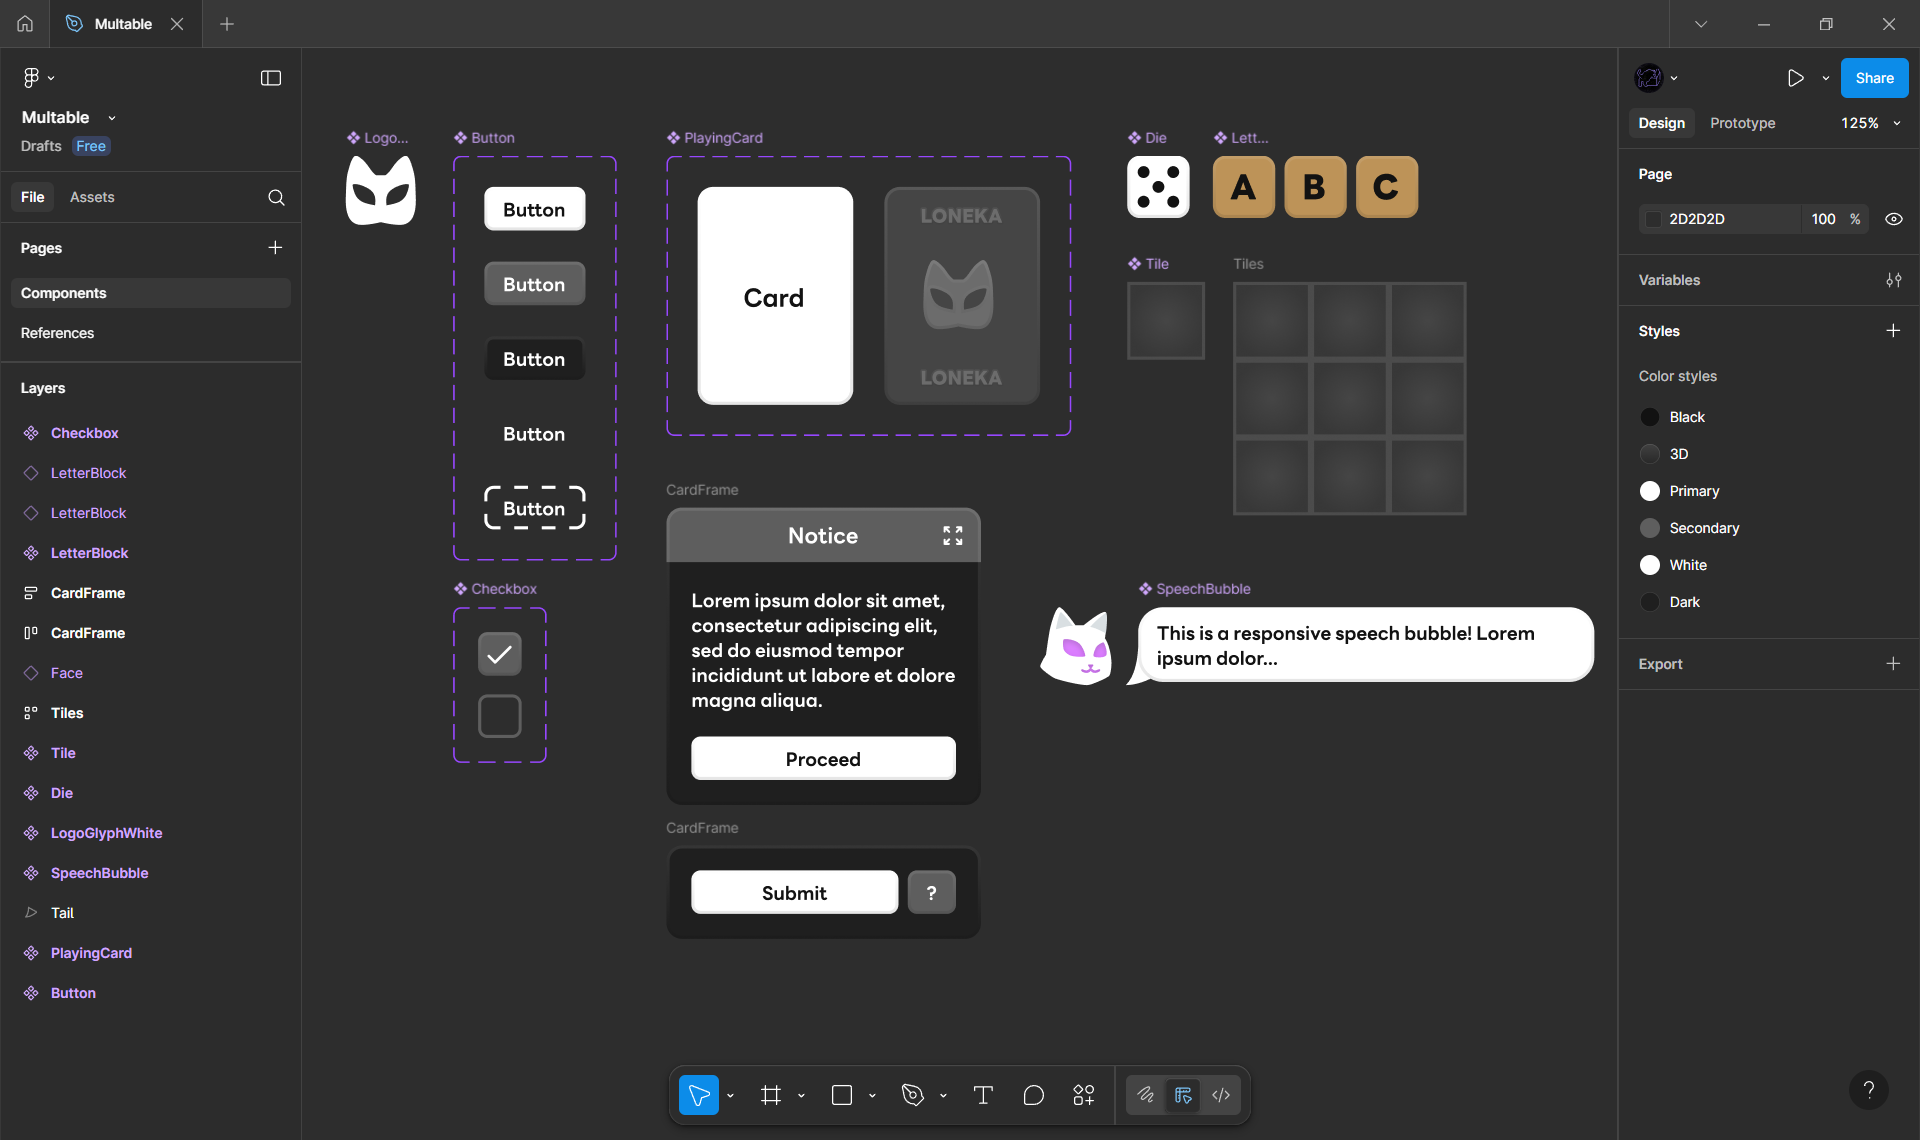 Multable
Multable
Drafts Free
File Assets
Pages
Components
References
Layers
Checkbox
LetterBlock
LetterBlock
LetterBlock
CardFrame
CardFrame
Face
Tiles
Tile
Die
LogoGlyphWhite
SpeechBubble
Tail
PlayingCard
Button
Logo...
Button
Button
Button
Button
Button
Button
Checkbox
PlayingCard
Card
LONEKA
LONEKA
CardFrame
Notice
Lorem ipsum dolor sit amet,
consectetur adipiscing elit,
sed do eiusmod tempor
incididunt ut labore et dolore
magna aliqua.
Proceed
CardFrame
Submit ?
Die
Lett...
A B C
Tile
Tiles
SpeechBubble
This is a responsive speech bubble! Lorem
ipsum dolor...
Share
Design Prototype 125%
Page
2D2D2D 100 %
Variables
Styles
Color styles
Black
3D
Primary
Secondary
White
Dark
Export
?